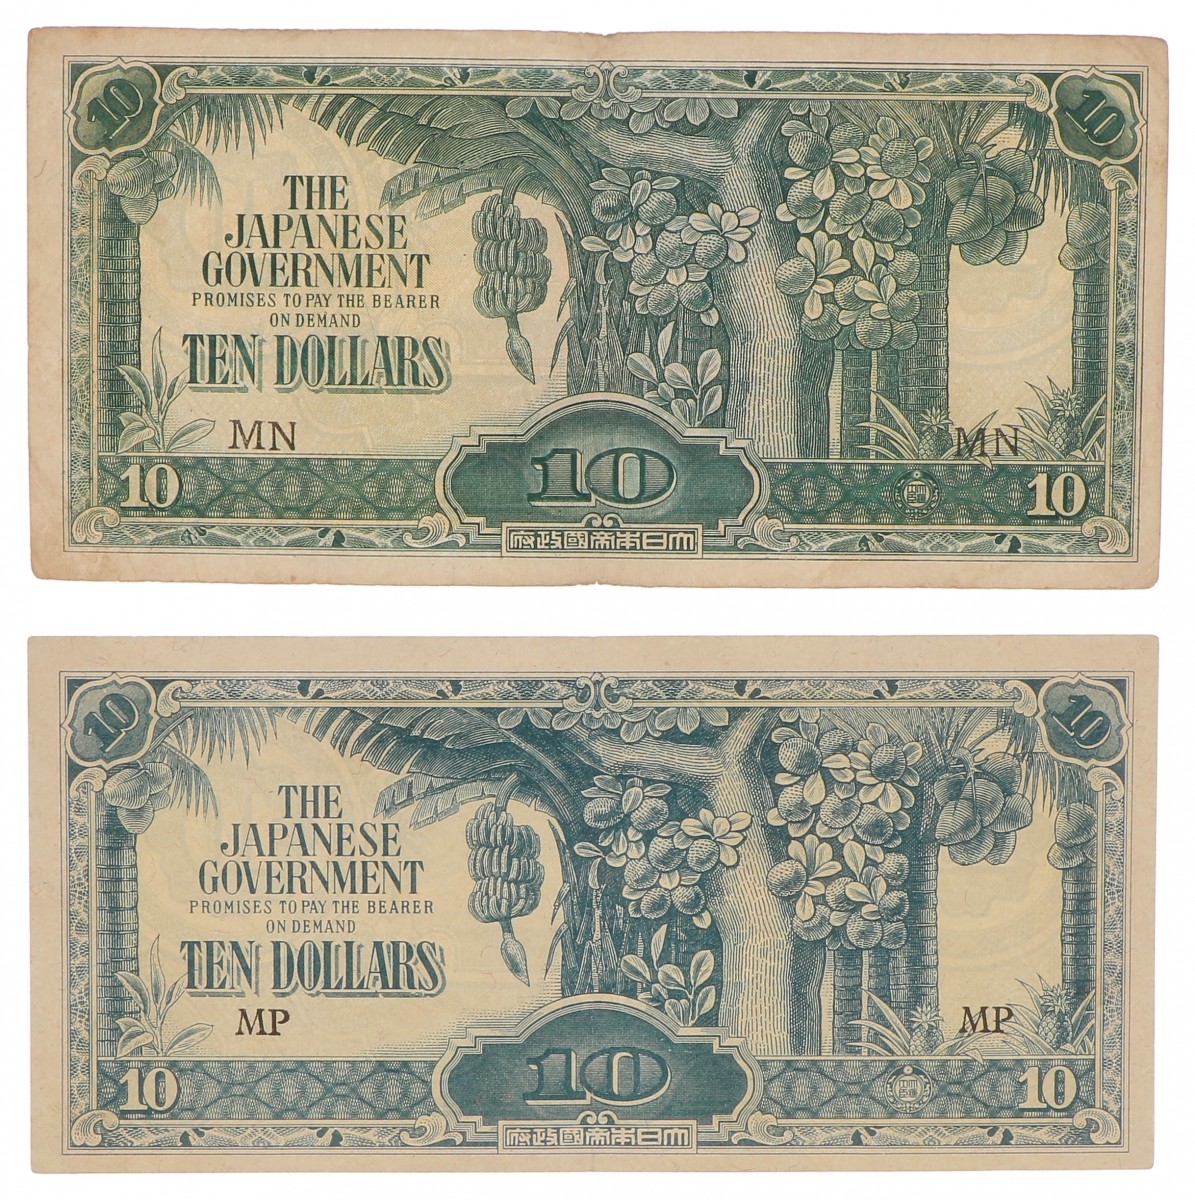 10 10
THE
JAPANESE
GOVERNMENT
PROMISES TO PAY THE BEARER
ON DEMAND
TEN DOLLARS
MN MN
10 10 10
府政國帝本日大
10 10
THE
JAPANESE
GOVERNMENT
PROMISES TO PAY THE BEARER
ON DEMAND
TEN DOLLARS
MP MP
10 10 10
府政國帝本日大